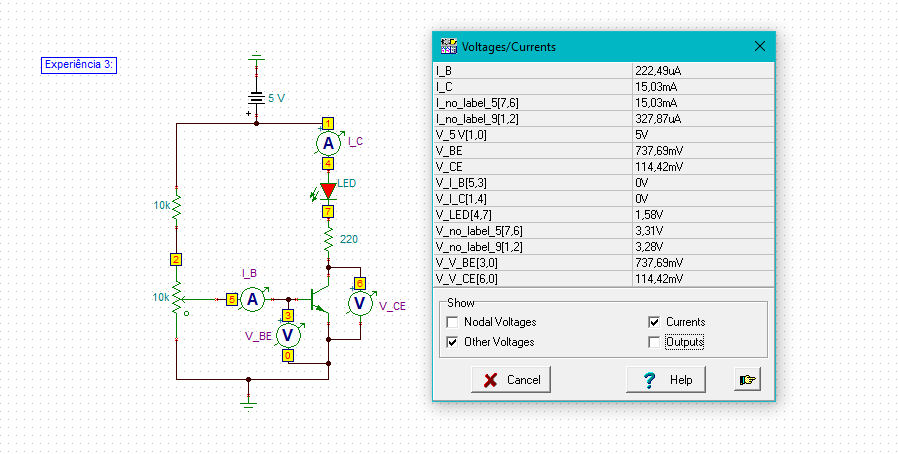 Experiência 3:
5 V
+
1
+
A
I_C
4
LED
7
10k
220
2
I_B
10k
5
A
6
+
V
V_CE
3
+
V_BE
V
0
Voltages/Currents
I_B 222,49uA
I_C 15,03mA
I_no_label_5[7,6] 15,03mA
I_no_label_9[1,2] 327,87uA
V_5 V[1,0] 5V
V_BE 737,69mV
V_CE 114,42mV
V_I_B[5,3] 0V
V_I_C[1,4] 0V
V_LED[4,7] 1,58V
V_no_label_5[7,6] 3,31V
V_no_label_9[1,2] 3,28V
V_V_BE[3,0] 737,69mV
V_V_CE[6,0] 114,42mV
Show
Nodal Voltages
Currents
Other Voltages
Outputs
Cancel
? Help